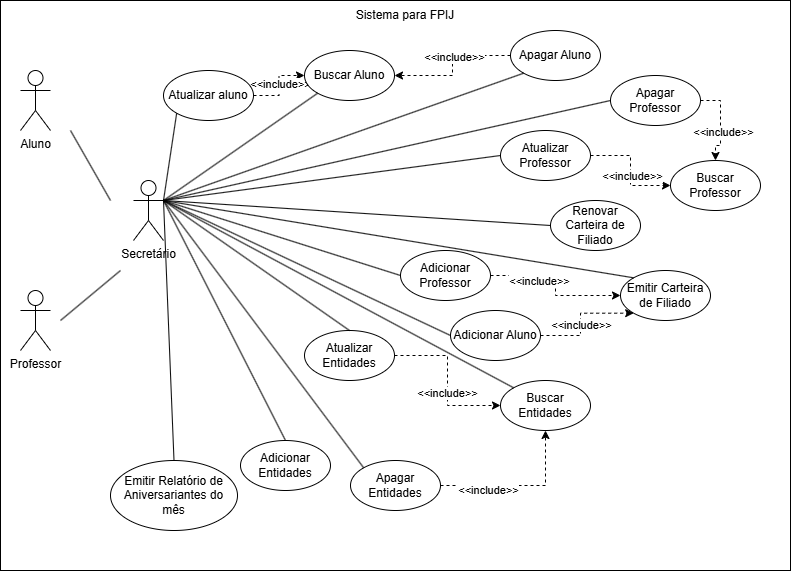 Sistema para FPIJ
Apagar Aluno
<<include>>
Buscar Aluno
<<include>>
Atualizar aluno
Apagar
Professor
<<include>>
Aluno
Atualizar
Professor
<<include>>
Buscar
Professor
Renovar
Carteira de
Filiado
Secretário
Adicionar
Professor
<<include>>
Emitir Carteira
de Filiado
<<include>>
Adicionar Aluno
Professor
Atualizar
Entidades
<<include>>
Buscar
Entidades
Adicionar
Entidades
Apagar
Entidades
<<include>>
Emitir Relatório de
Aniversariantes do
mês